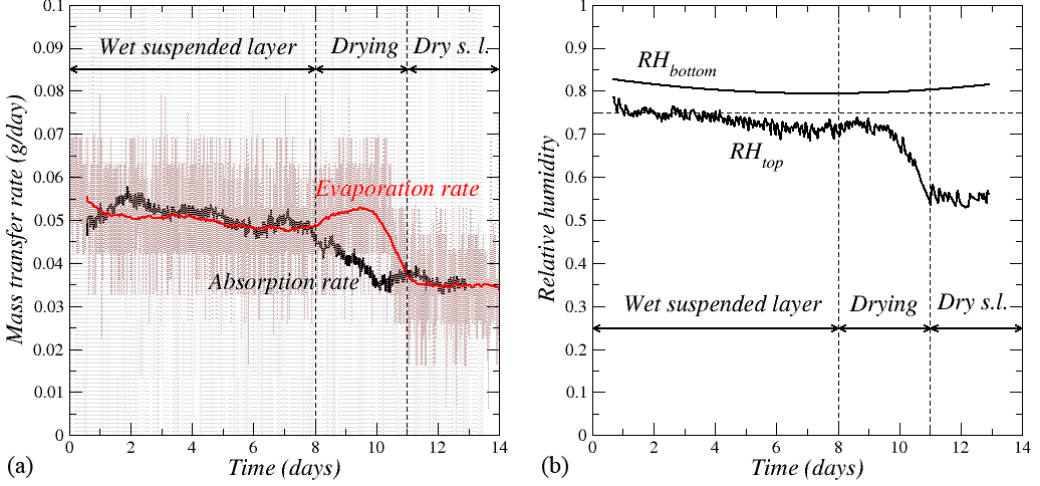 0.1
0.09
0.08
0.07
0.06
0.05
0.04
0.03
0.02
0.01
0
Mass transfer rate (g/day)
Wet suspended layer
Drying
Dry s. l.
Evaporation rate
Absorption rate
0 2 4 6 8 10 12 14
(a)
Time (days)
1
0.9
0.8
0.7
0.6
0.5
0.4
0.3
0.2
0.1
0
Relative humidity
RHbottom
RHtop
Wet suspended layer
Drying
Dry s.l.
0 2 4 6 8 10 12 14
(b)
Time (days)